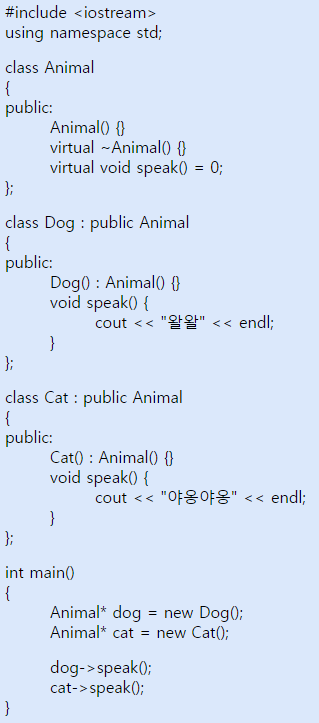 #include <iostream>
using namespace std;
class Animal
{
public:
Animal() {}
virtual ~Animal() {}
virtual void speak() = 0;
};
class Dog : public Animal
{
public:
Dog() : Animal() {}
void speak() {
cout << "왈왈" << endl;
}
};
class Cat : public Animal
{
public:
Cat() : Animal() {}
void speak() {
cout << "야옹야옹" << endl;
}
};
int main()
{
Animal* dog = new Dog();
Animal* cat = new Cat();
dog->speak();
cat->speak();
}